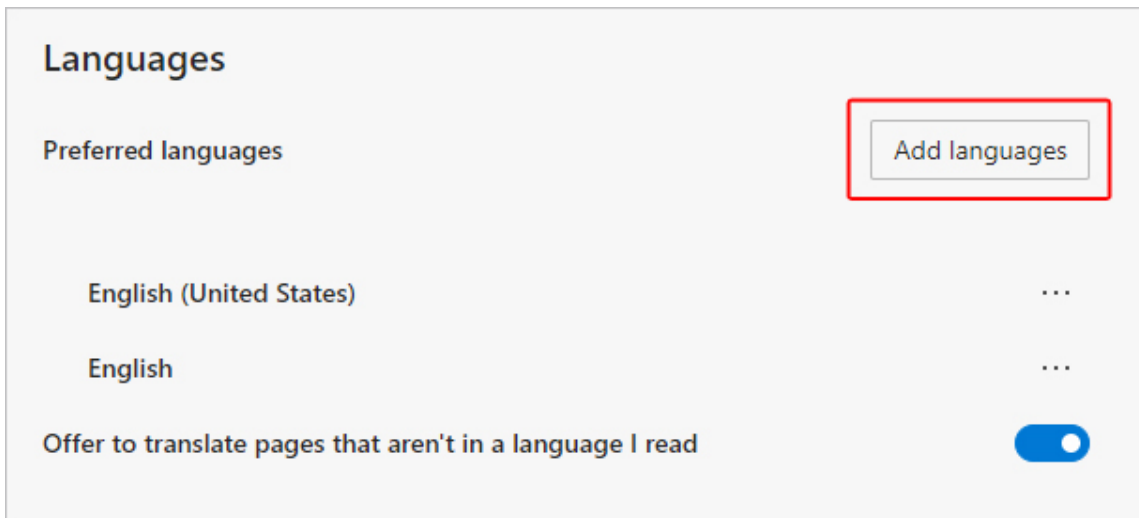 Languages
Preferred languages
Add languages
English (United States)
...
English
...
Offer to translate pages that aren't in a language I read